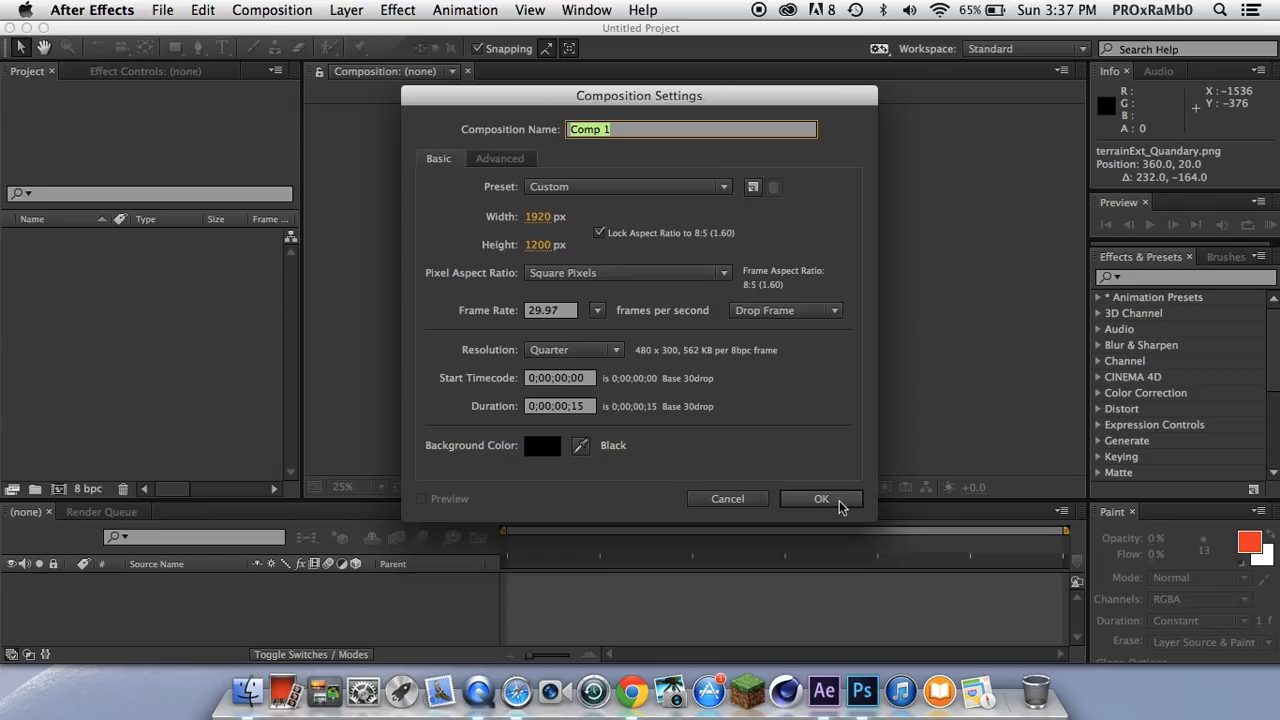 After Effects File Edit Composition Layer Effect Animation View Window Help 8 65% Sun 3:37 PM PROxRaMb0
Untitled Project
Snapping Workspace: Standard Search Help
Project Effect Controls: (none) Composition: (none) Info Audio
Composition Settings
R: X: -1536
G: Y: -376
B:
A: 0
Composition Name: Comp 1
terrainExt_Quandary.png
Position: 360.0, 20.0
Δ: 232.0, -164.0
Basic Advanced
Preset: Custom
Preview
Width: 1920 px
Lock Aspect Ratio to 8:5 (1.60)
Height: 1200 px
Name Type Size Frame ...
Effects & Presets Brushes
Pixel Aspect Ratio: Square Pixels Frame Aspect Ratio:
8:5 (1.60)
* Animation Presets
3D Channel
Audio
Blur & Sharpen
Channel
CINEMA 4D
Color Correction
Distort
Expression Controls
Generate
Keying
Matte
Frame Rate: 29.97 frames per second Drop Frame
Resolution: Quarter 480 x 300, 562 KB per 8bpc frame
Start Timecode: 0;00;00;00 is 0;00;00;00 Base 30drop
Duration: 0;00;00;15 is 0;00;00;15 Base 30drop
Background Color: Black
8 bpc 25% +0.0
Preview Cancel OK
(none) Render Queue Paint
Opacity: 0 %
Flow: 0 % 13
Source Name Parent
Mode: Normal
Channels: RGBA
Duration: Constant 1 f
Erase: Layer Source & Paint
Clone Options
Toggle Switches / Modes
1 Ae Ps